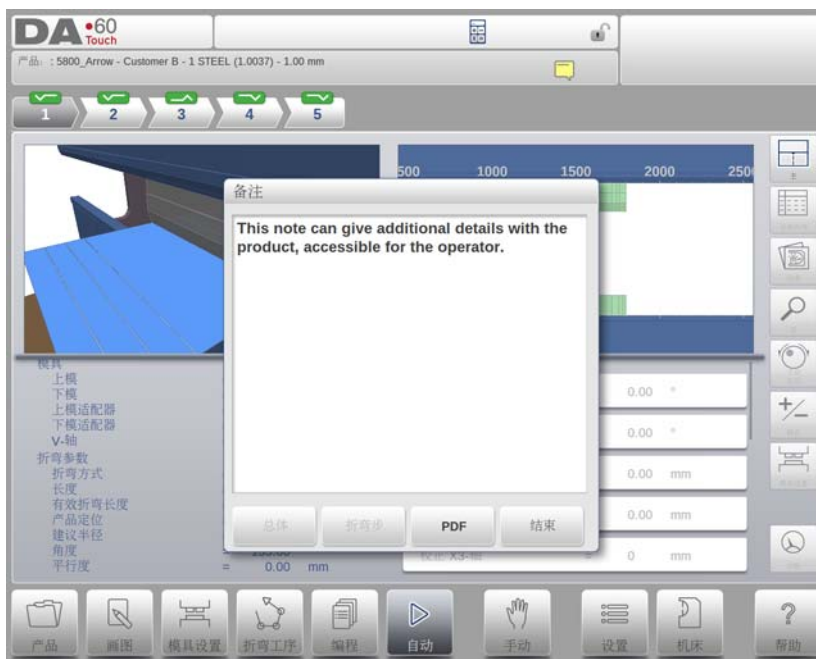 DA•60
Touch
产品: : 5800_Arrow - Customer B - 1 STEEL (1.0037) - 1.00 mm
1 2 3 4 5
500 1000 1500 2000 2500
备注
This note can give additional details with the
product, accessible for the operator.
总体 折弯步 PDF 结束
模具
上模
下模
上模适配器
下模适配器
V-轴
折弯参数
折弯方式
长度
有效折弯长度
产品定位
建议半径
角度
平行度 = 0.00 mm
0.00 °
0.00 °
0.00 mm
0.00 mm
校正 X3-轴 = 0 mm
产品 画图 模具设置 折弯工序 编程 自动 手动 设置 机床 帮助